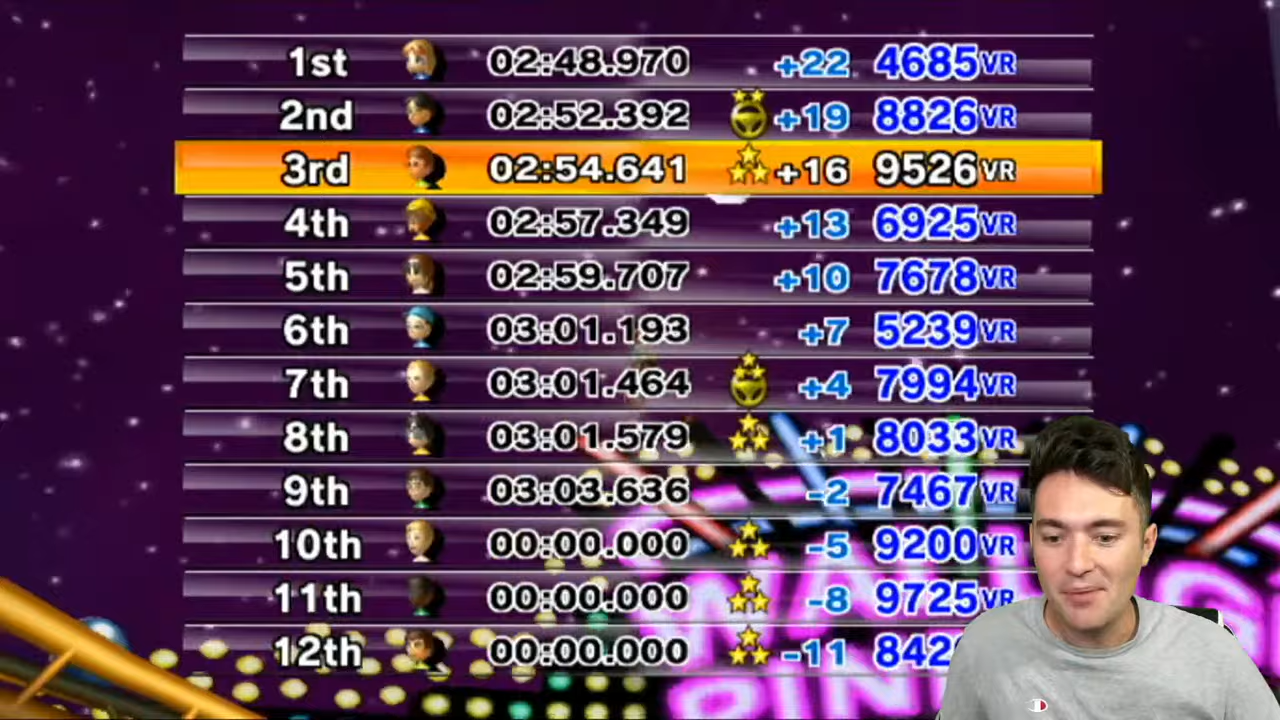 1st 02:48.970 +22 4685VR
2nd 02:52.392 +19 8826VR
3rd 02:54.641 +16 9526VR
4th 02:57.349 +13 6925VR
5th 02:59.707 +10 7678VR
6th 03:01.193 +7 5239VR
7th 03:01.464 +4 7994VR
8th 03:01.579 +1 8033VR
9th 03:03.636 -2 7467VR
10th 00:00.000 -5 9200VR
11th 00:00.000 -8 9725VR
12th 00:00.000 -11 842